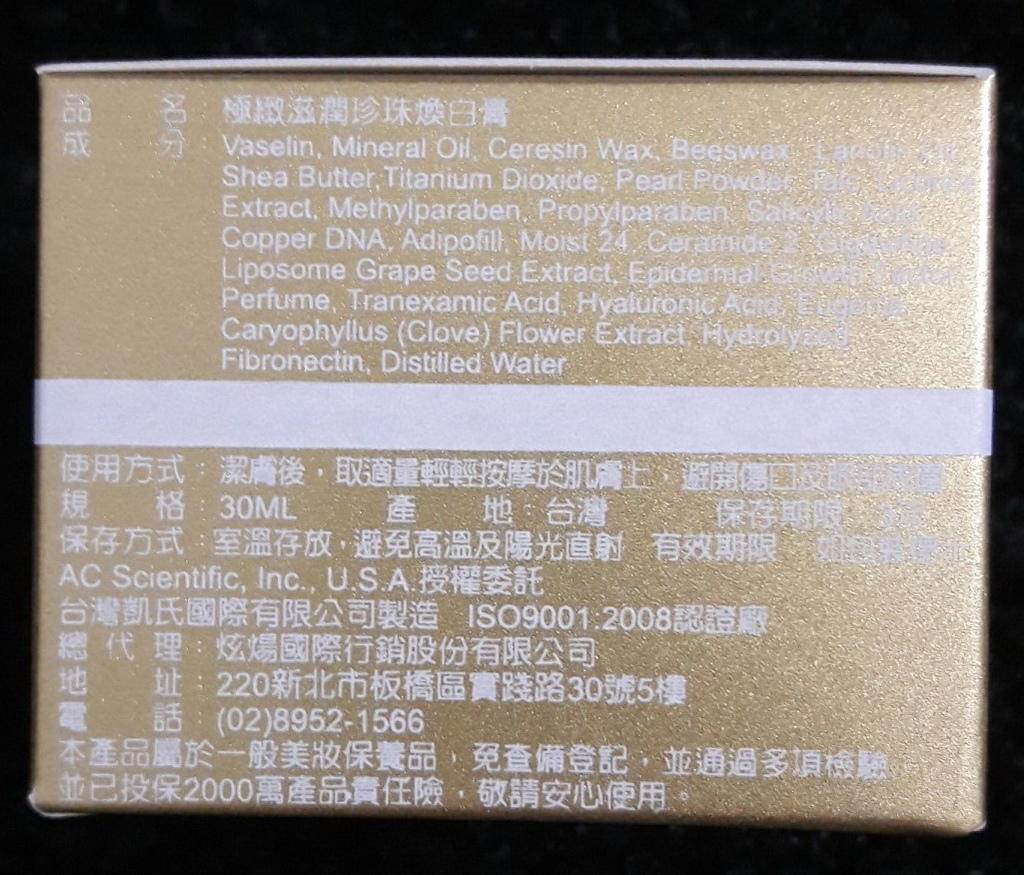 品 名：極緻滋潤珍珠煥白膏
成 分：Vaselin, Mineral Oil, Ceresin Wax, Beeswax, Lanolin Oil,
Shea Butter,Titanium Dioxide, Pearl Powder, Talc, Licorice
Extract, Methylparaben, Propylparaben, Salicylic Acid,
Copper DNA, Adipofill, Moist 24, Ceramide 2, Gigawhite,
Liposome Grape Seed Extract, Epidermal Growth Factor,
Perfume, Tranexamic Acid, Hyaluronic Acid, Eugenia
Caryophyllus (Clove) Flower Extract, Hydrolyzed
Fibronectin, Distilled Water
使用方式：潔膚後，取適量輕輕按摩於肌膚上，避開傷口及眼
規 格：30ML 產 地：台灣 保存期限
保存方式：室溫存放，避免高溫及陽光直射 有效期限
AC Scientific, Inc., U.S.A.授權委託
台灣凱氏國際有限公司製造 ISO9001:2008認證廠
總 代 理：炫煬國際行銷股份有限公司
地 址：220新北市板橋區實踐路30號5樓
電 話：(02)8952-1566
本產品屬於一般美妝保養品，免查備登記，並通過多項檢驗
並已投保2000萬產品責任險，敬請安心使用。